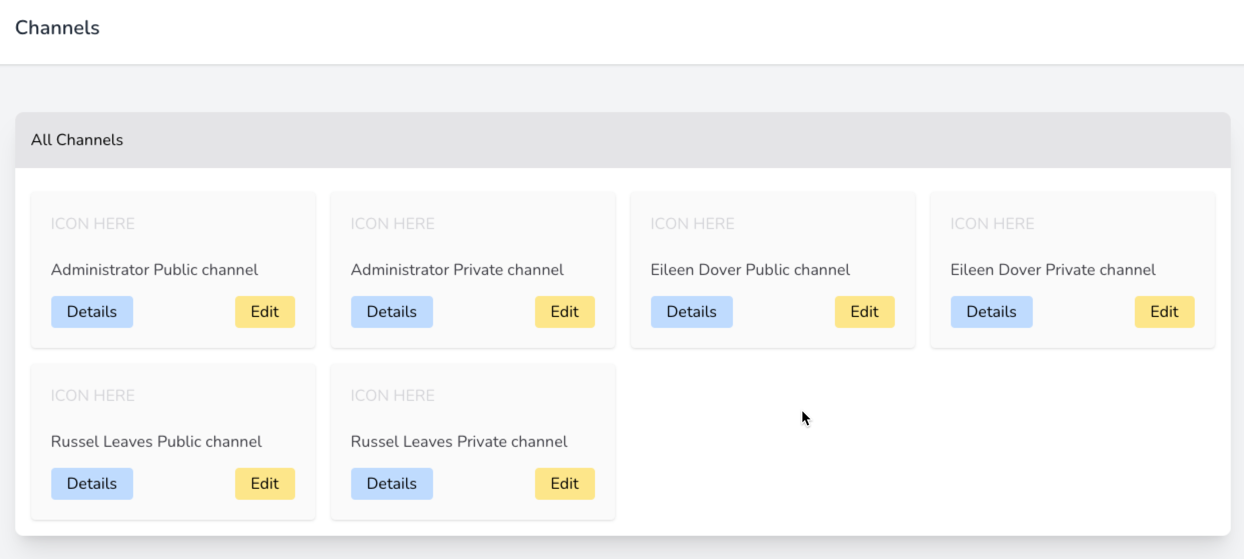 Channels
All Channels
ICON HERE
Administrator Public channel
Details Edit
ICON HERE
Administrator Private channel
Details Edit
ICON HERE
Eileen Dover Public channel
Details Edit
ICON HERE
Eileen Dover Private channel
Details Edit
ICON HERE
Russel Leaves Public channel
Details Edit
ICON HERE
Russel Leaves Private channel
Details Edit